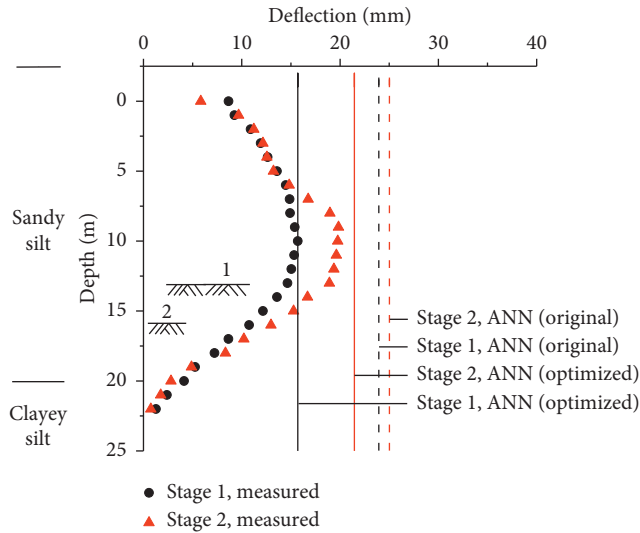 Deflection (mm)
0 10 20 30 40
0
5
10
15
20
25
Depth (m)
Sandy
silt
Clayey
silt
1
2
Stage 2, ANN (original)
Stage 1, ANN (original)
Stage 2, ANN (optimized)
Stage 1, ANN (optimized)
Stage 1, measured
Stage 2, measured